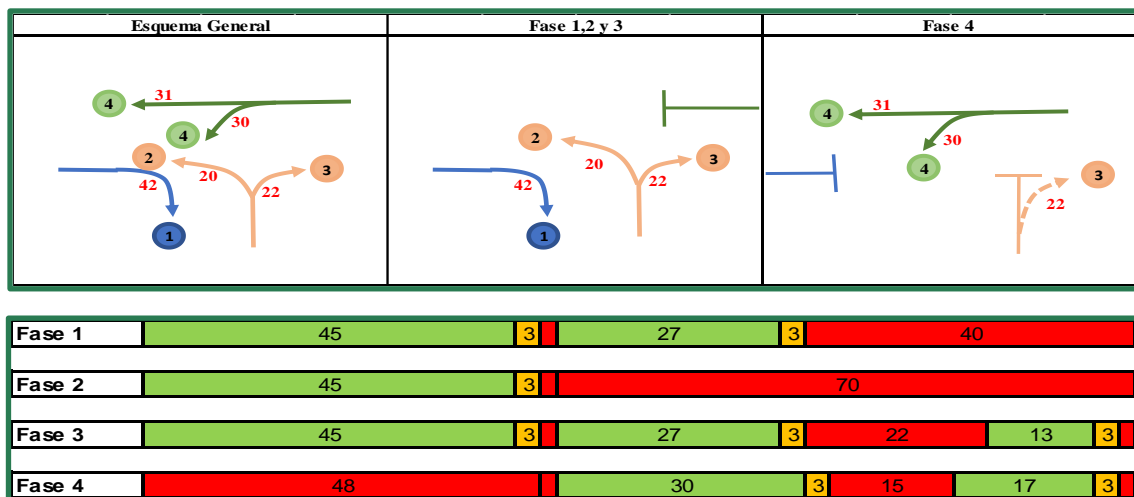 Esquema General Fase 1,2 y 3 Fase 4
4 31 30 4 2 20 3 22 42 1
2 20 3 22 42 1
4 31 30 4 3 22
Fase 1 45 3 27 3 40
Fase 2 45 3 70
Fase 3 45 3 27 3 22 13 3
Fase 4 48 30 3 15 17 3